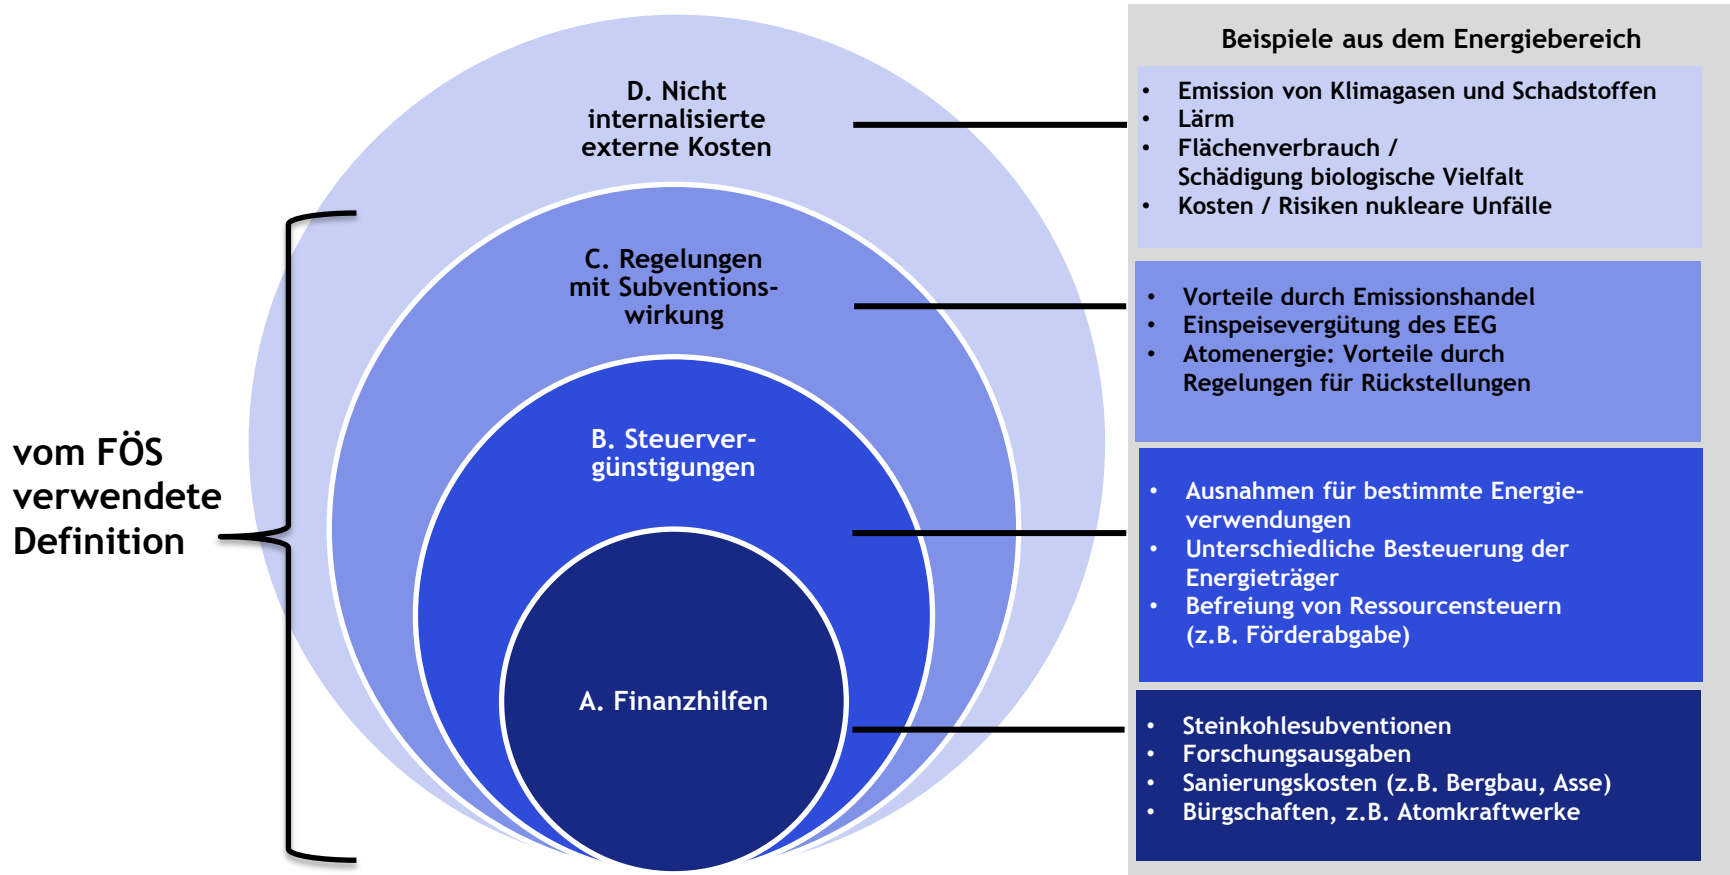 vom FÖS
verwendete
Definition
D. Nicht
internalisierte
externe Kosten
C. Regelungen
mit Subventions-
wirkung
B. Steuerver-
günstigungen
A. Finanzhilfen
Beispiele aus dem Energiebereich
• Emission von Klimagasen und Schadstoffen
• Lärm
• Flächenverbrauch /
Schädigung biologische Vielfalt
• Kosten / Risiken nukleare Unfälle
• Vorteile durch Emissionshandel
• Einspeisevergütung des EEG
• Atomenergie: Vorteile durch
Regelungen für Rückstellungen
• Ausnahmen für bestimmte Energie-
verwendungen
• Unterschiedliche Besteuerung der
Energieträger
• Befreiung von Ressourcensteuern
(z.B. Förderabgabe)
• Steinkohlesubventionen
• Forschungsausgaben
• Sanierungskosten (z.B. Bergbau, Asse)
• Bürgschaften, z.B. Atomkraftwerke